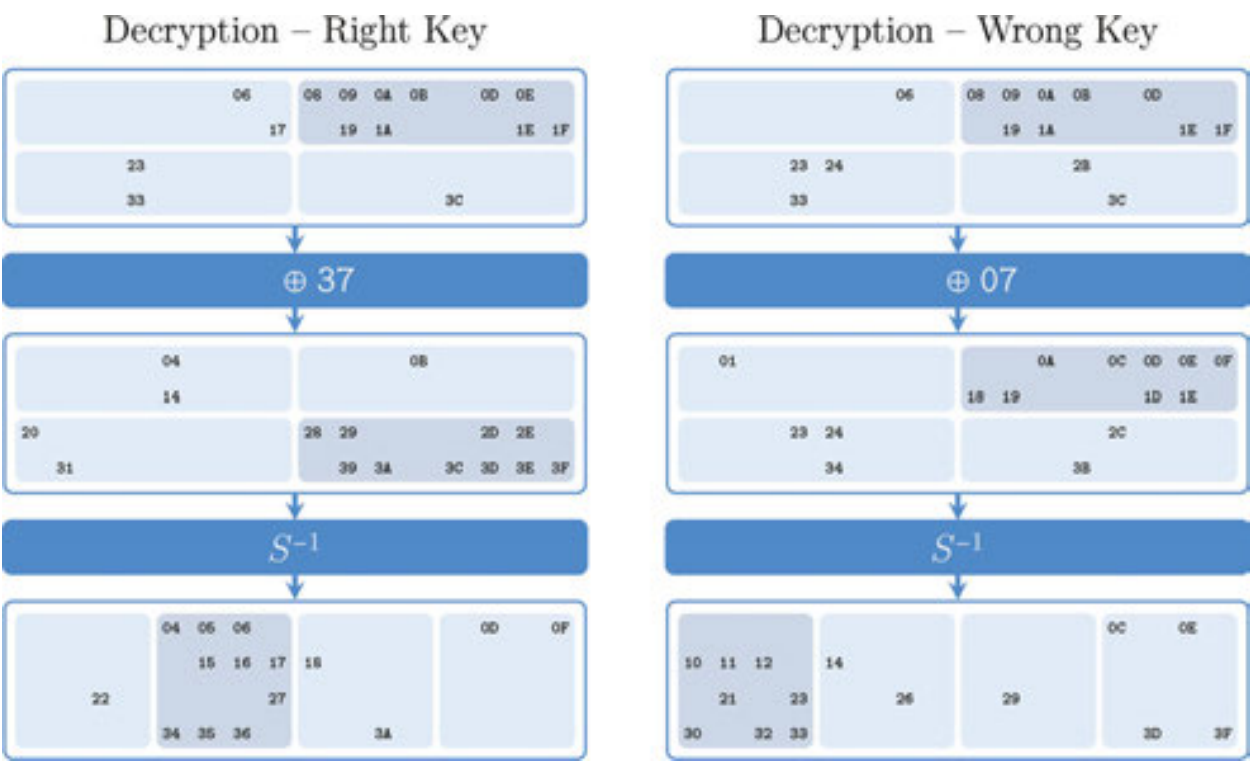 Decryption – Right Key
06 08 09 0A 0B 0D 0E
17 19 1A 1E 1F
23
33 3C
⊕ 37
04 0B
14
20 28 29 2D 2E
31 39 3A 3C 3D 3E 3F
S⁻¹
04 05 06 0D 0F
15 16 17 18
22 27
34 35 36 3A
Decryption – Wrong Key
06 08 09 0A 0B 0D
19 1A 1E 1F
23 24 2B
33 3C
⊕ 07
01 0A 0C 0D 0E 0F
18 19 1D 1E
23 24 2C
34 3B
S⁻¹
0C 0E
10 11 12 14
21 23 26 29
30 32 33 3D 3F